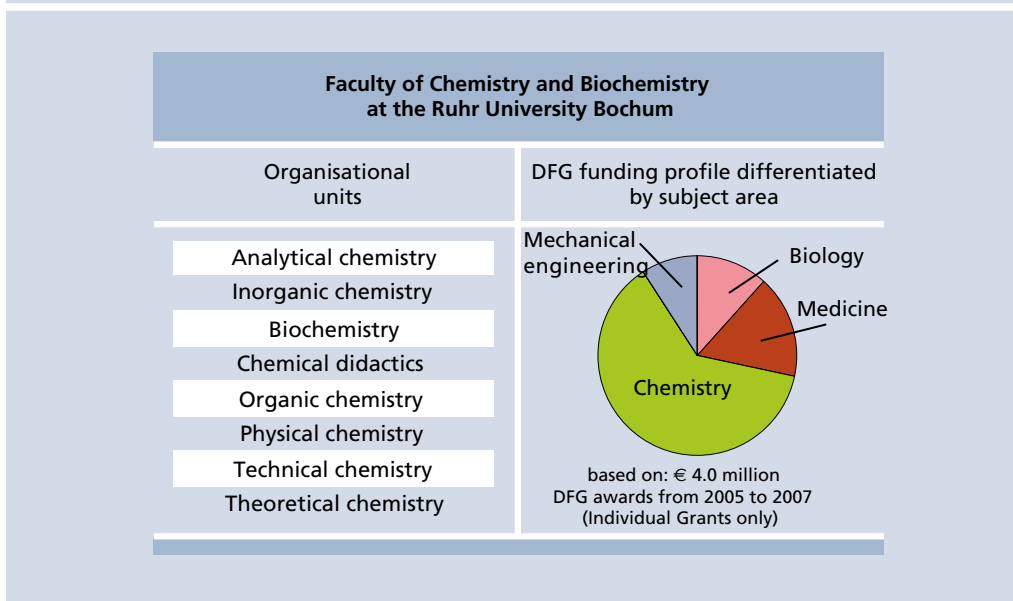 Faculty of Chemistry and Biochemistry
at the Ruhr University Bochum
Organisational
units
DFG funding profile differentiated
by subject area
Analytical chemistry
Inorganic chemistry
Biochemistry
Chemical didactics
Organic chemistry
Physical chemistry
Technical chemistry
Theoretical chemistry
Mechanical
engineering
Biology
Medicine
Chemistry
based on: € 4.0 million
DFG awards from 2005 to 2007
(Individual Grants only)